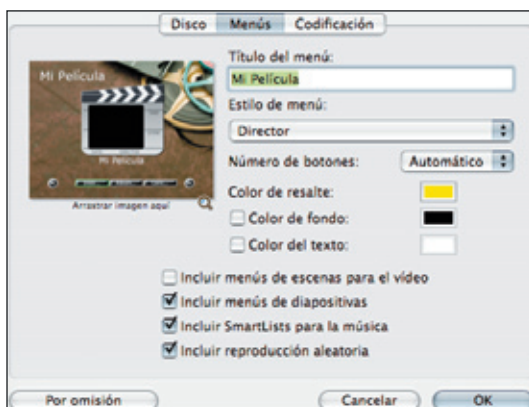 Disco Menús Codificación
Título del menú:
Mi Película
Mi Película
Mi Película
Arrastrar imagen aquí
Estilo de menú:
Director
Número de botones: Automático
Color de resalte:
Color de fondo:
Color del texto:
Incluir menús de escenas para el vídeo
Incluir menús de diapositivas
Incluir SmartLists para la música
Incluir reproducción aleatoria
Por omisión Cancelar OK